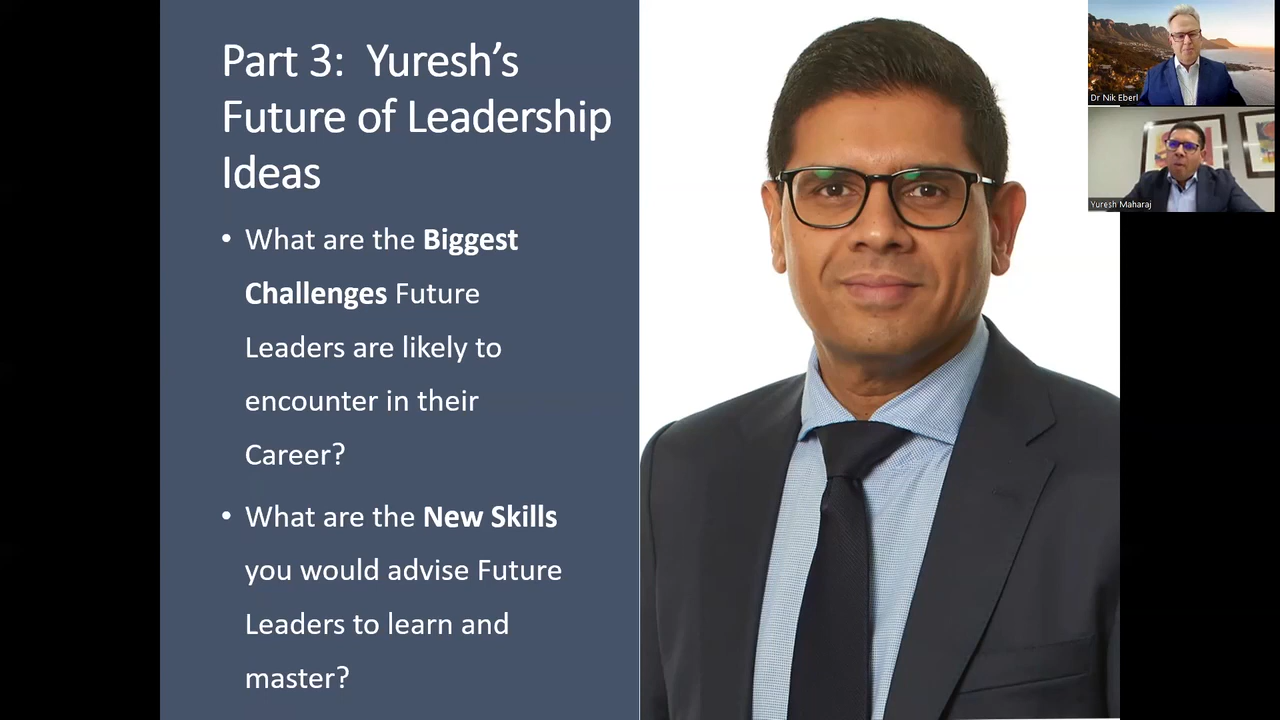 Part 3:  Yuresh’s
Future of Leadership
Ideas
• What are the Biggest
Challenges Future
Leaders are likely to
encounter in their
Career?
• What are the New Skills
you would advise Future
Leaders to learn and
master?
Dr Nik Eberl
Yuresh Maharaj